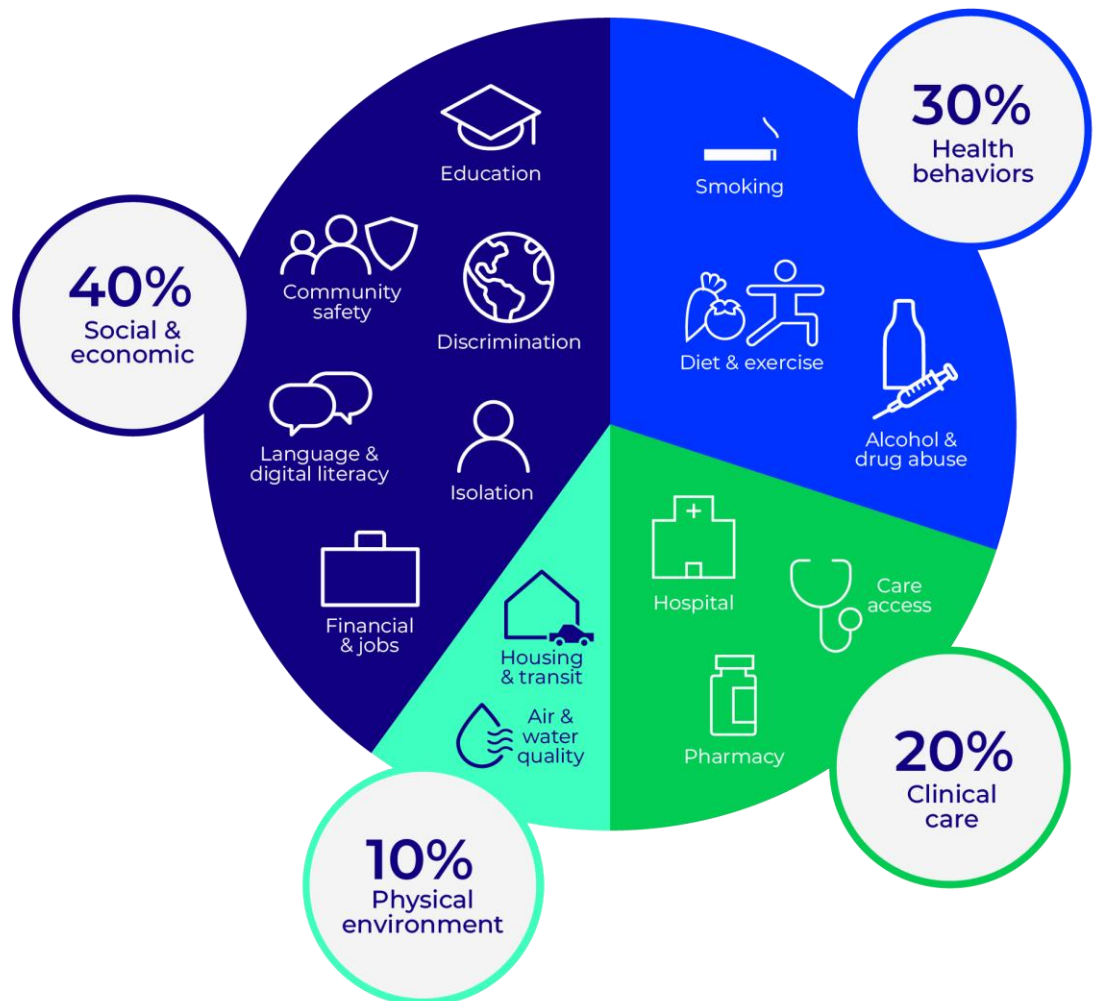 Education
Community
safety
Discrimination
Language &
digital literacy
Isolation
Financial
& jobs
40%
Social &
economic
Smoking
Diet & exercise
Alcohol &
drug abuse
30%
Health
behaviors
Hospital
Care
access
Pharmacy
20%
Clinical
care
Housing
& transit
Air &
water
quality
10%
Physical
environment